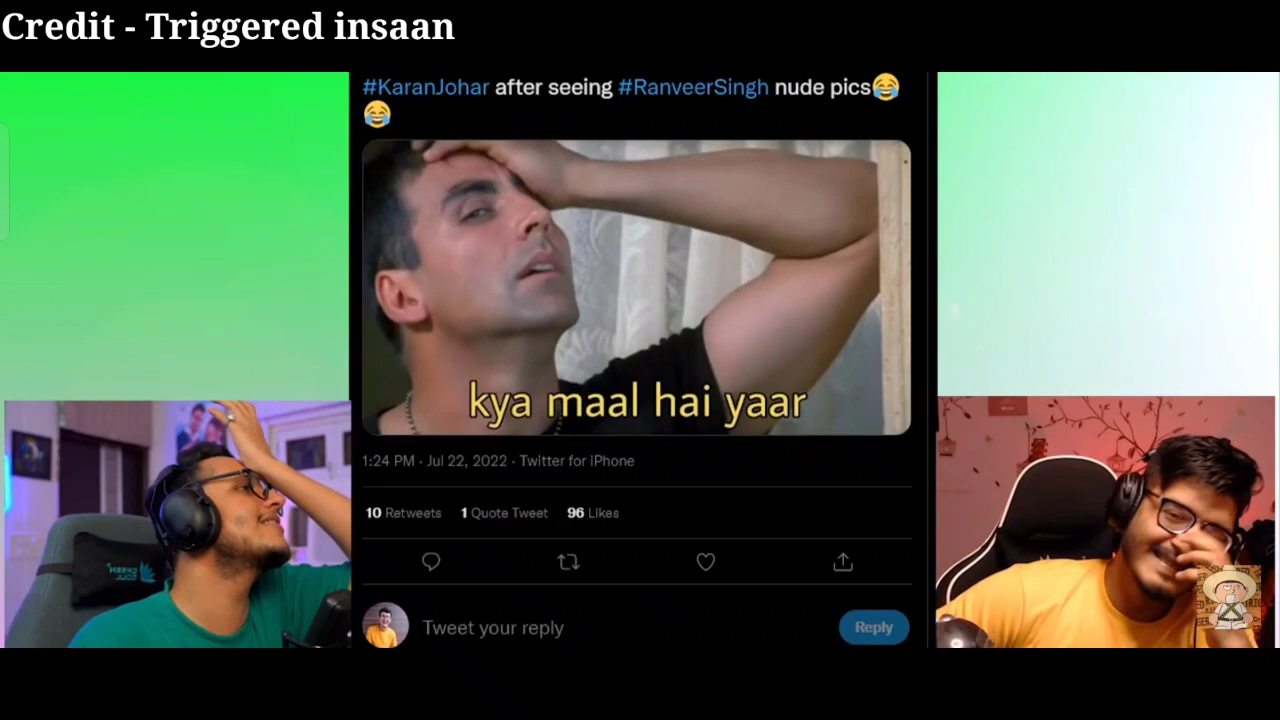 Credit - Triggered insaan
#KaranJohar after seeing #RanveerSingh nude pics😂
😂
kya maal hai yaar
1:24 PM · Jul 22, 2022 · Twitter for iPhone
10 Retweets 1 Quote Tweet 96 Likes
Tweet your reply
Reply